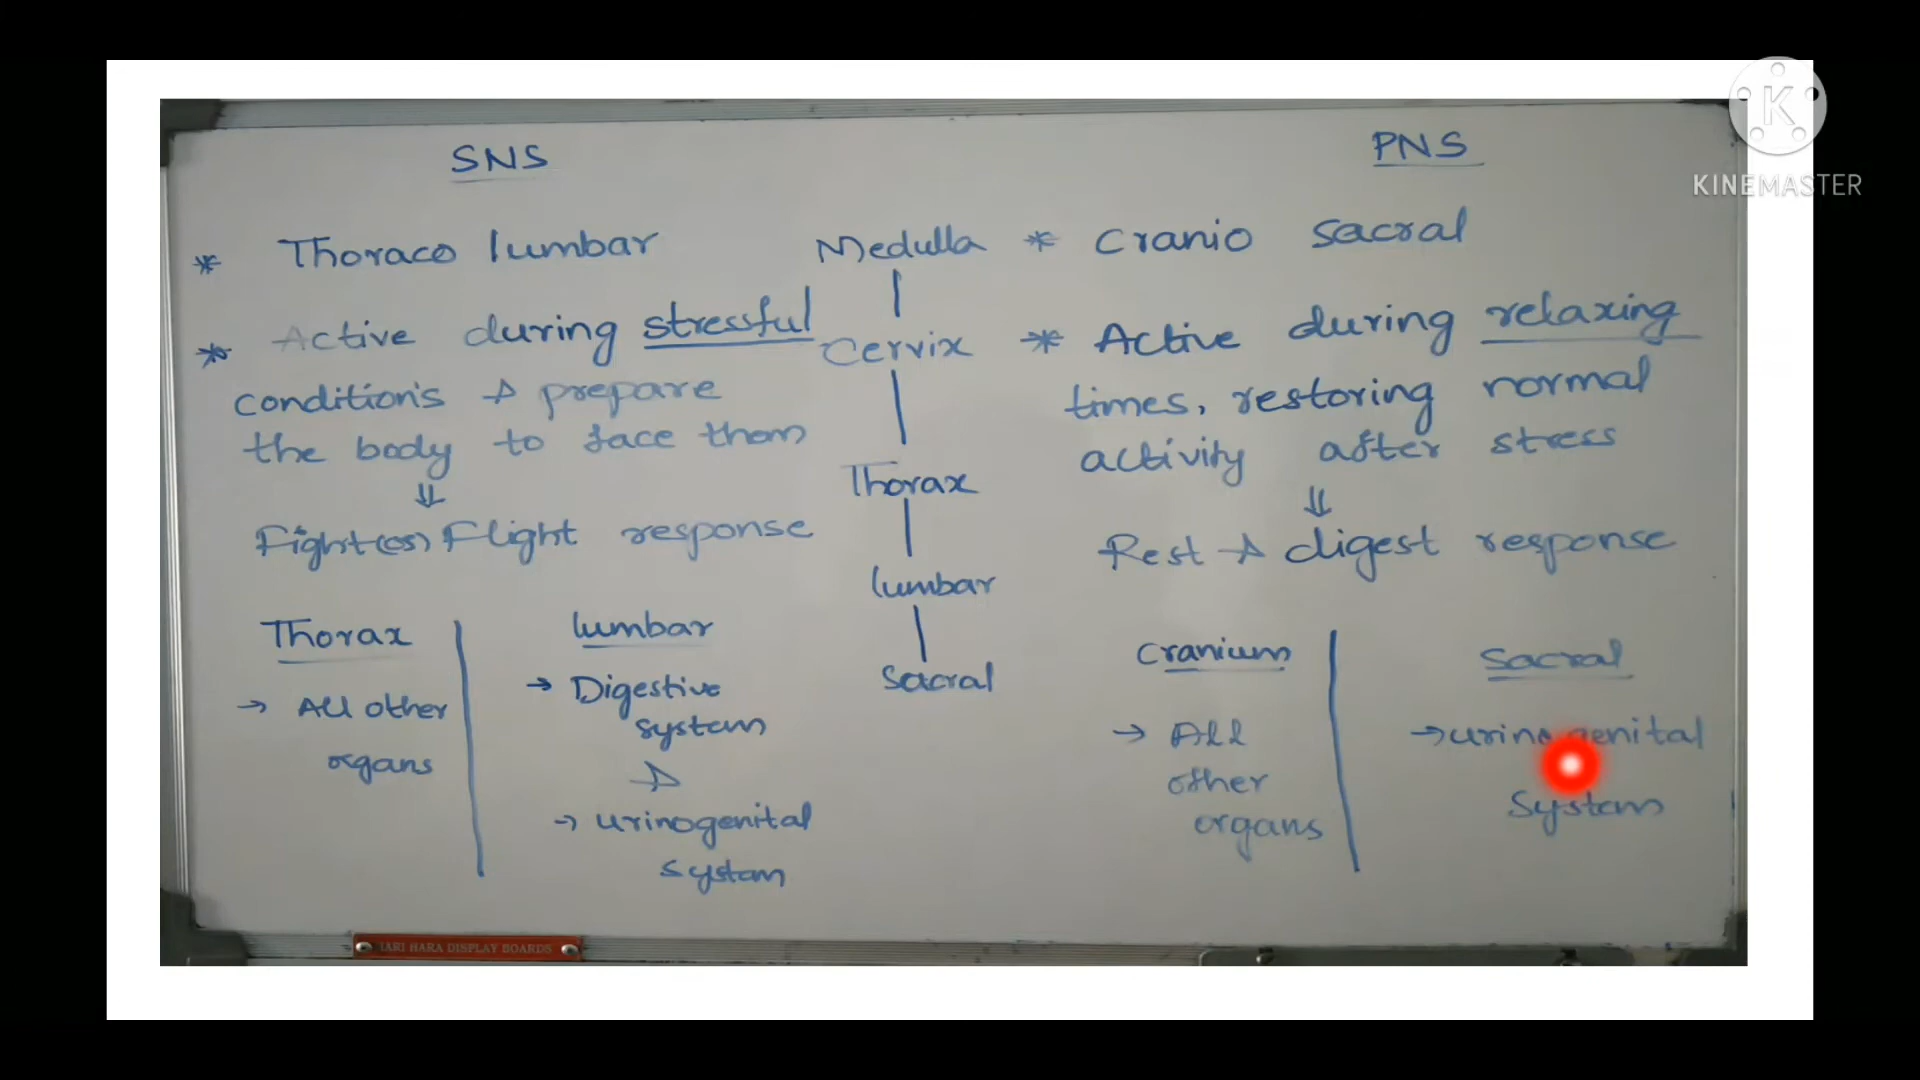 SNS
* Thoraco lumbar
* Active during stressful
conditions & prepare
the body to face them
⇓
Fight(or) Flight response
Thorax
→ All other
organs
lumbar
→ Digestive
system
&
→ urinogenital
system
Medulla
Cervix
Thorax
lumbar
Sacral
PNS
* Cranio sacral
* Active during relaxing
times, restoring normal
activity after stress
⇓
Rest & digest response
Cranium
→ All
other
organs
Sacral
→ urinogenital
System
K
KINEMASTER
HARI HARA DISPLAY BOARDS